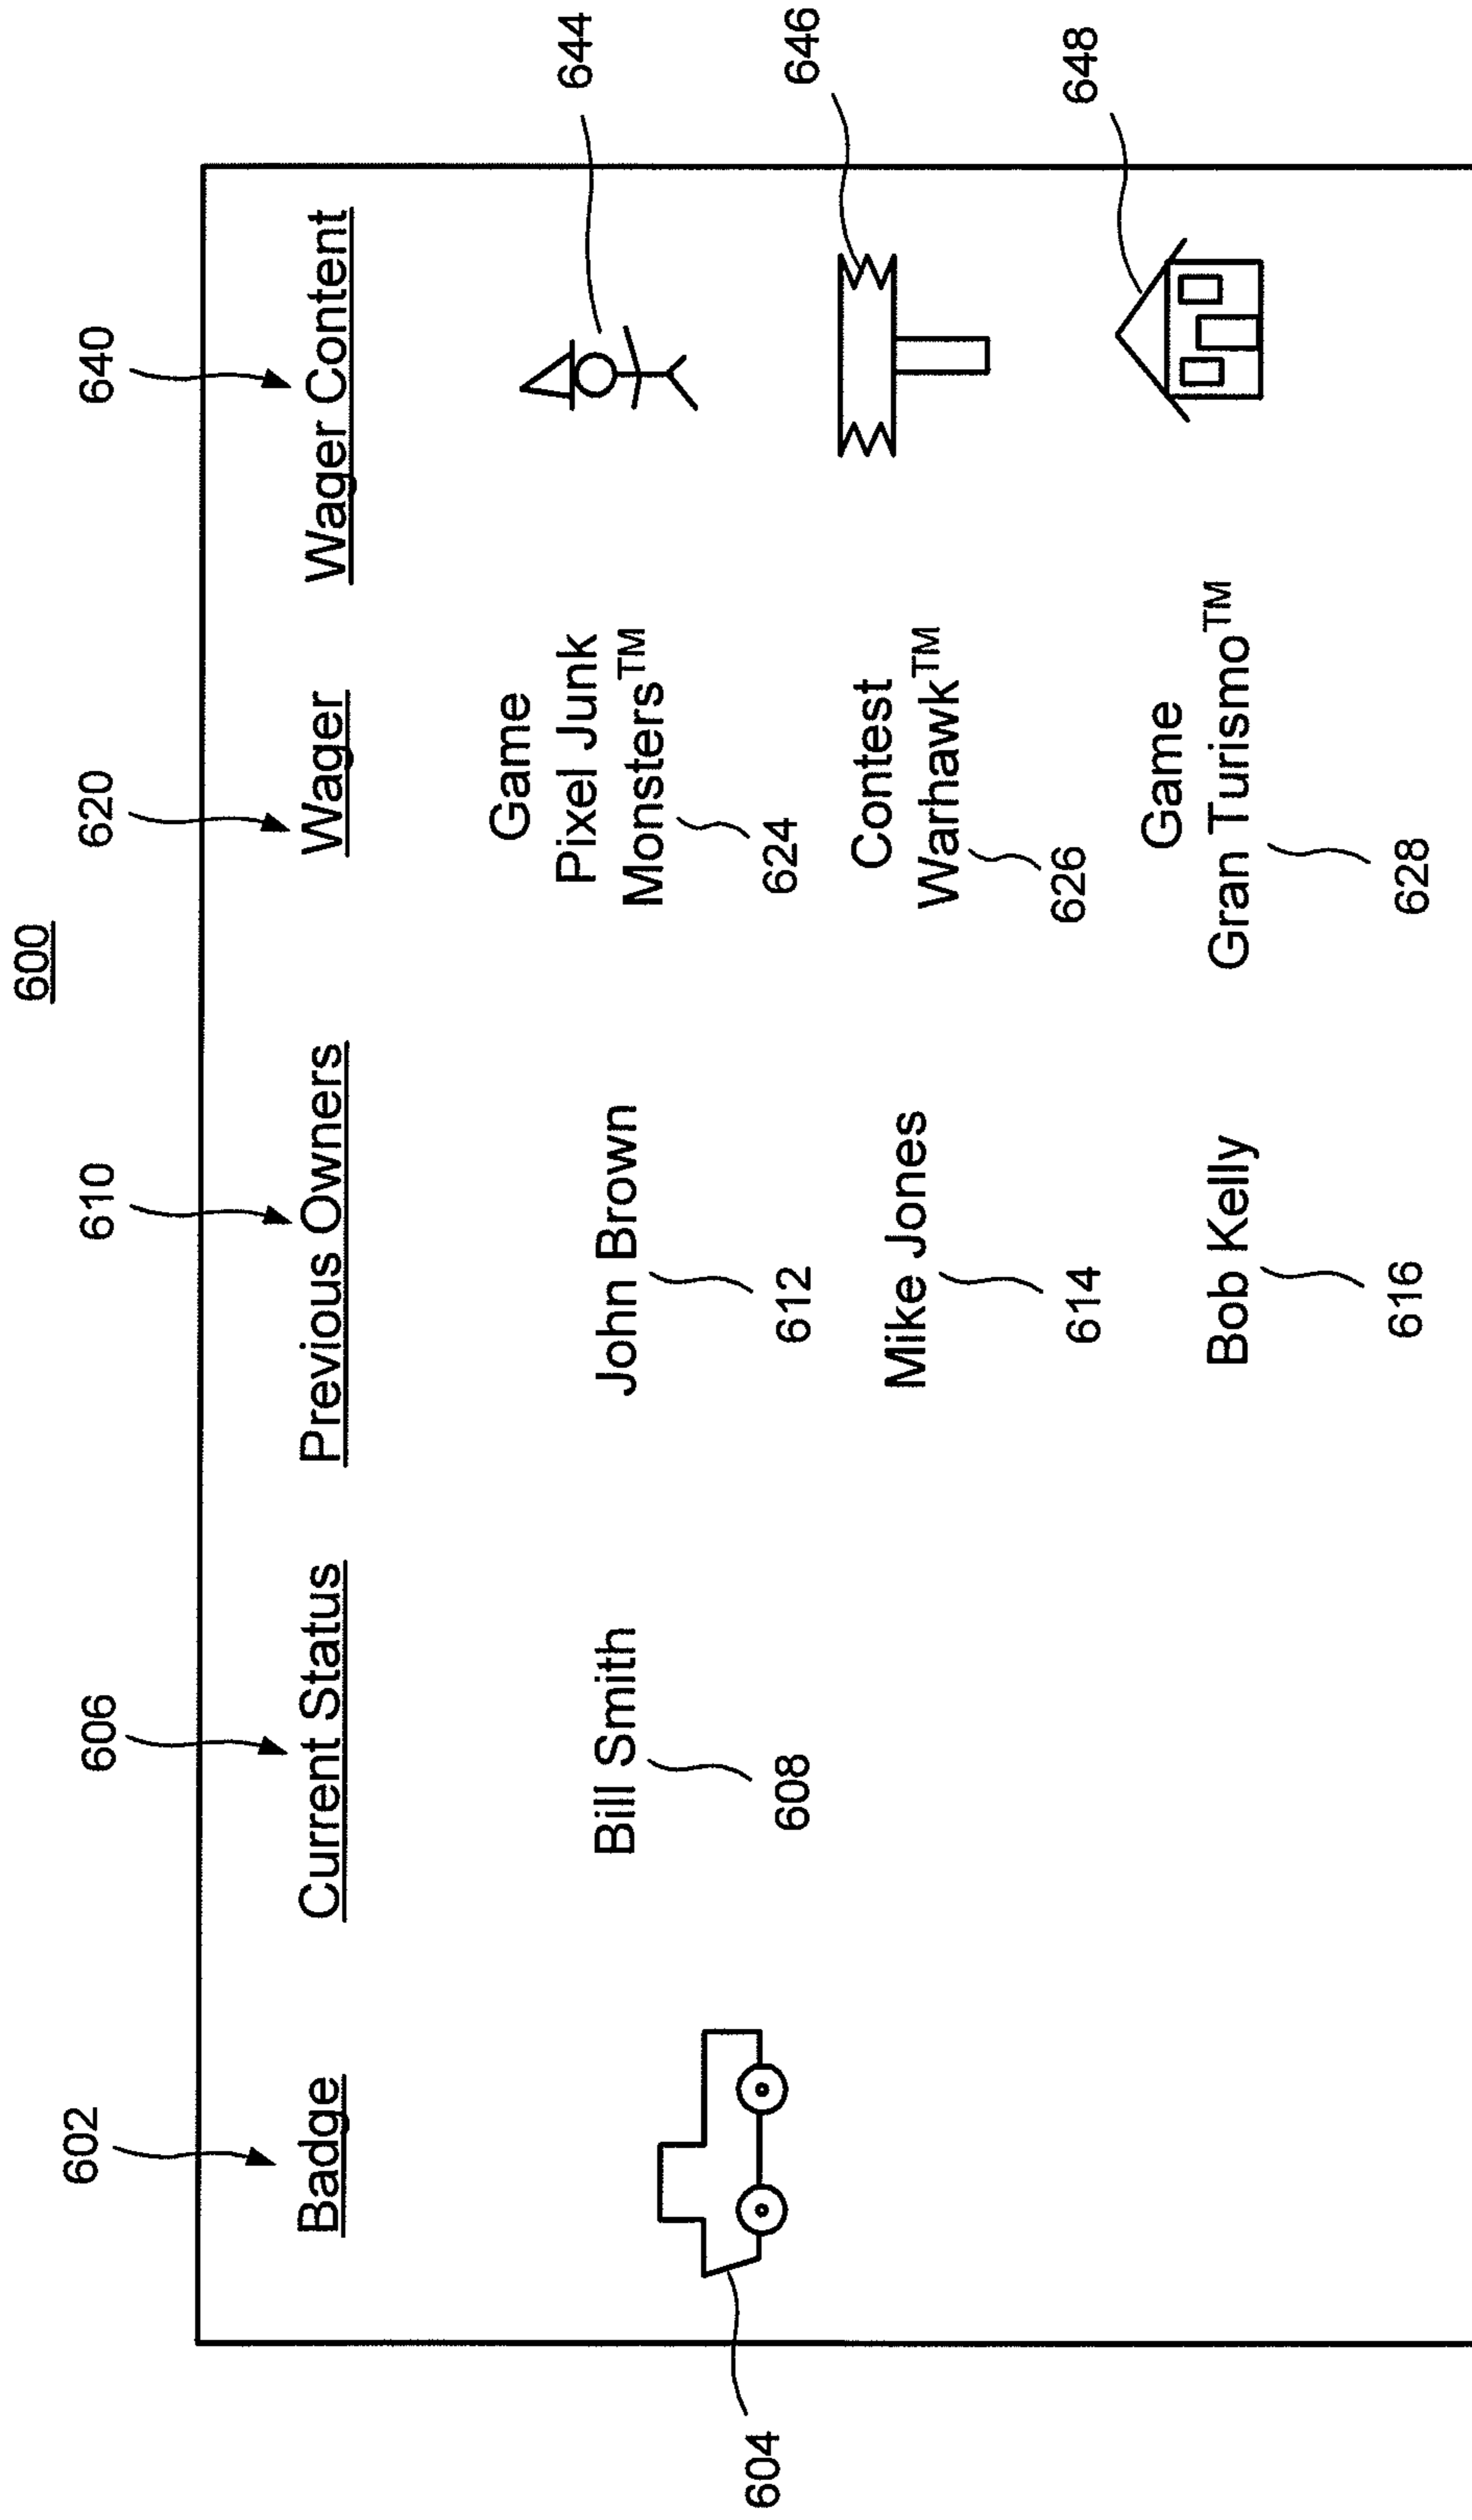 600
602
606
610
620
640
Badge
Current Status
Previous Owners
Wager
Wager Content
604
Bill Smith
608
John Brown
612
Game
Pixel Junk
Monsters™
624
644
Mike Jones
614
Contest
Warhawk™
626
646
Bob Kelly
616
Game
Gran Turismo™
628
648